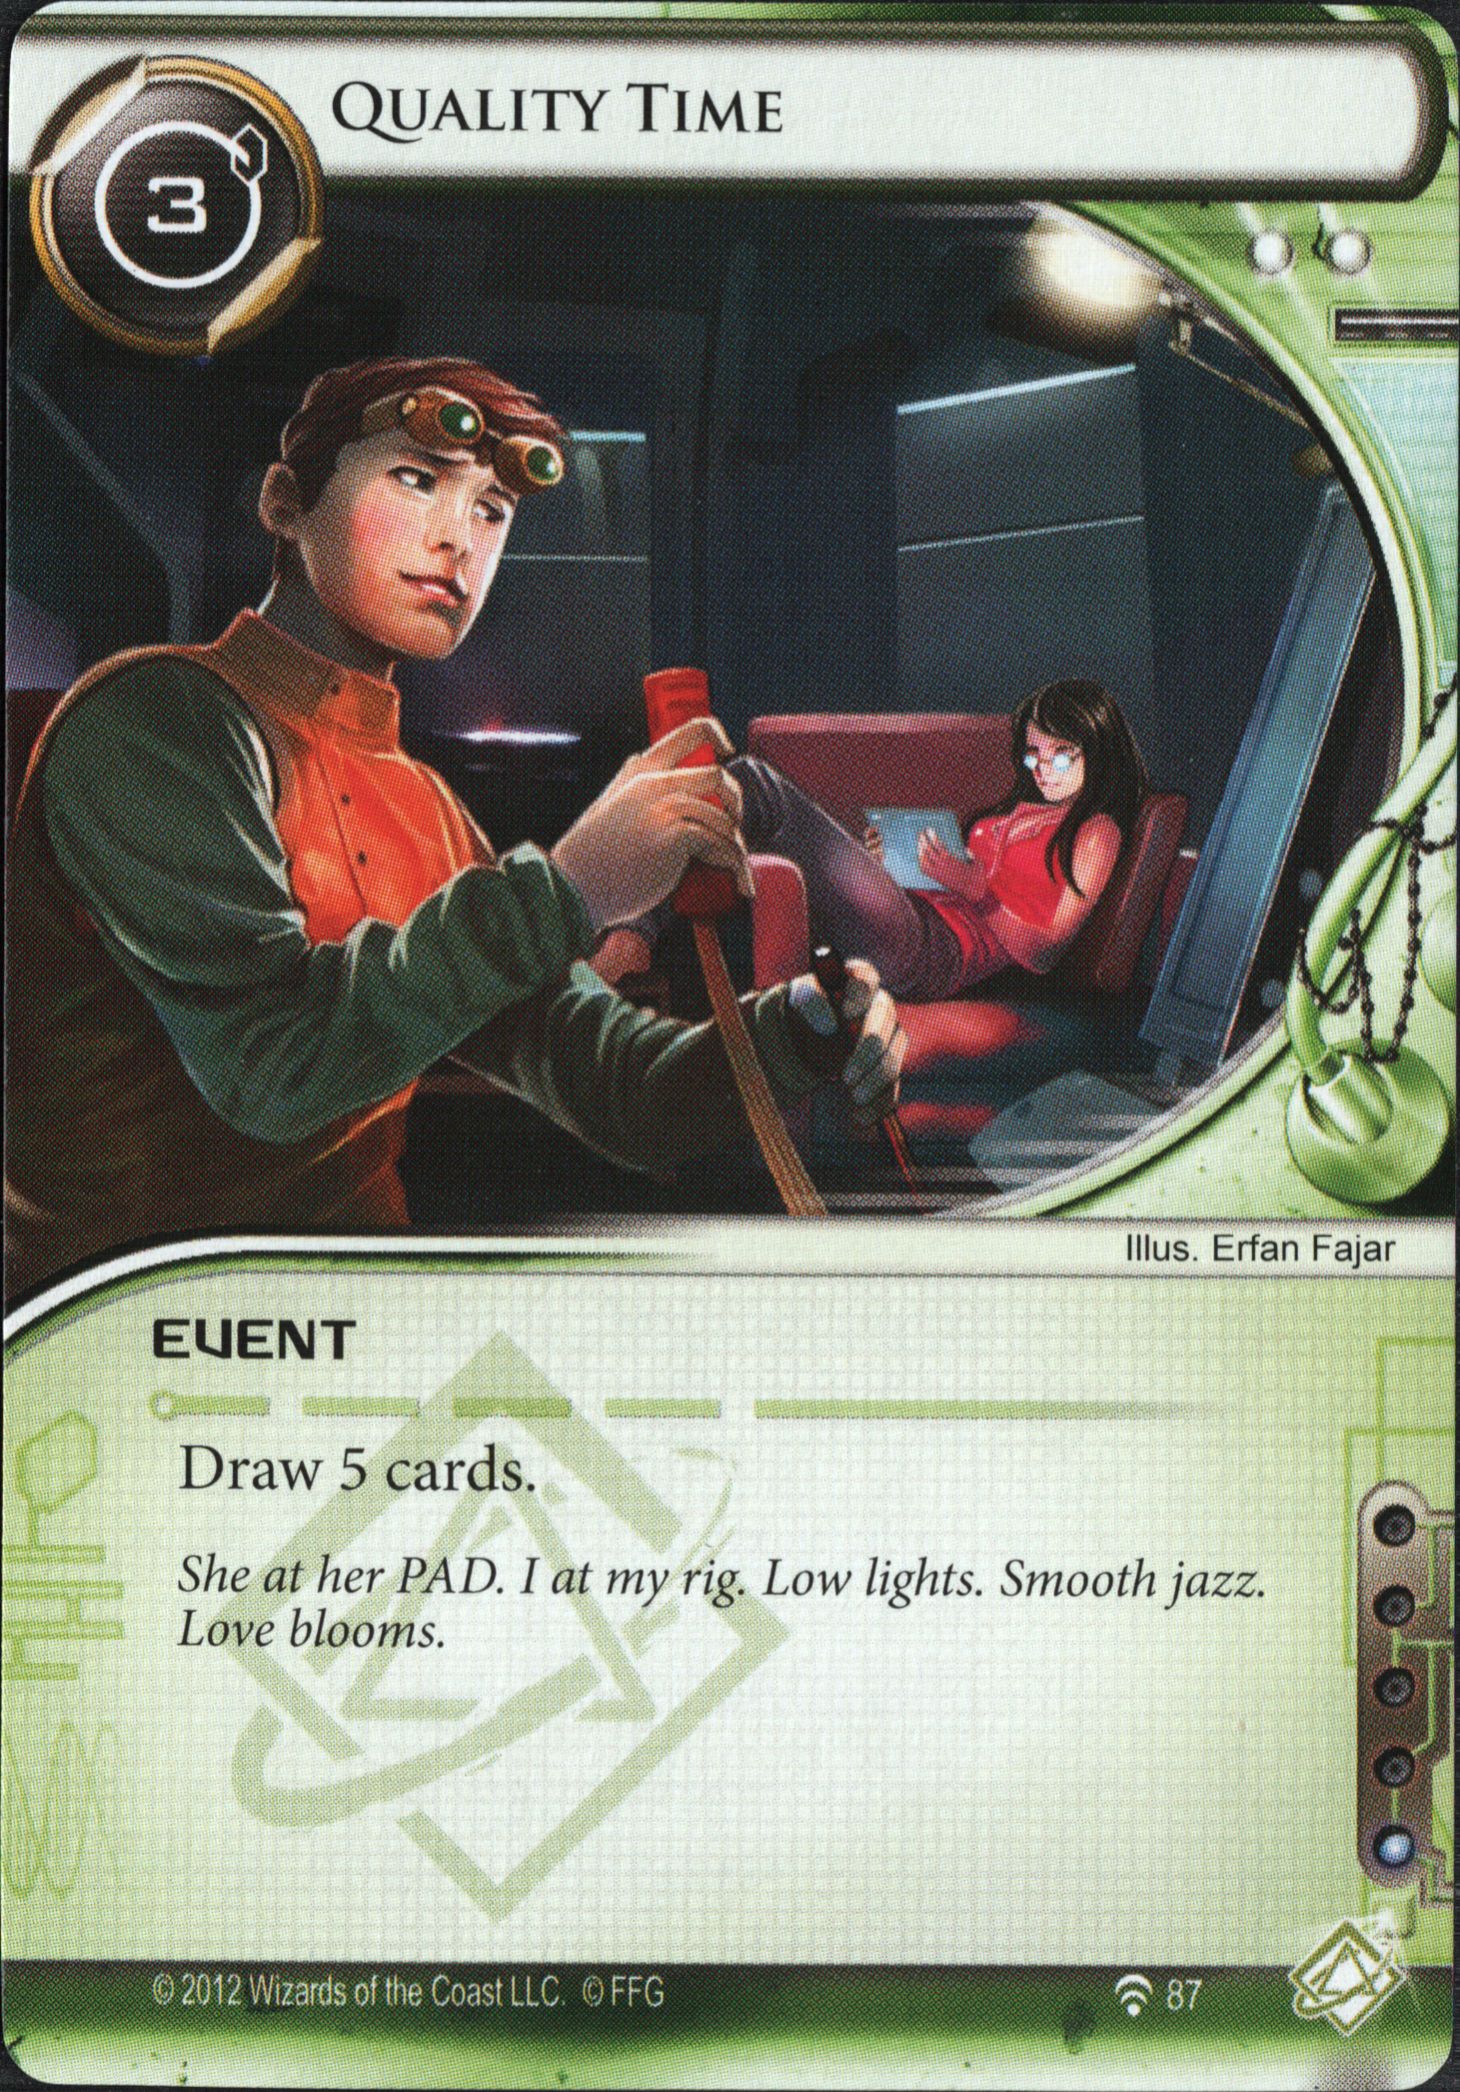 3
QUALITY TIME
Illus. Erfan Fajar
EVENT
Draw 5 cards.
She at her PAD. I at my rig. Low lights. Smooth jazz.
Love blooms.
© 2012 Wizards of the Coast LLC. © FFG
87